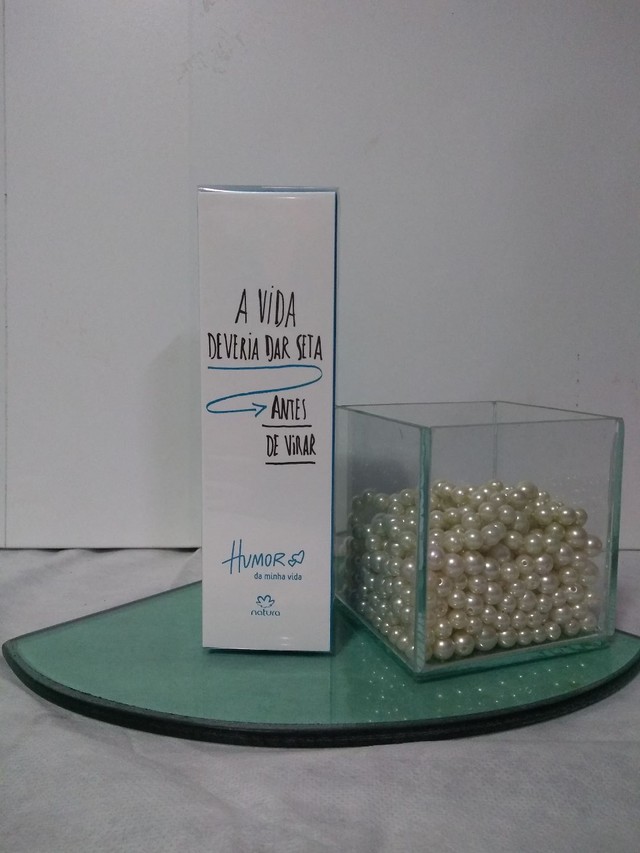 A VIDA
DEVERIA DAR SETA
ANTES
DE VIRAR
HUMOR
da minha vida
natura